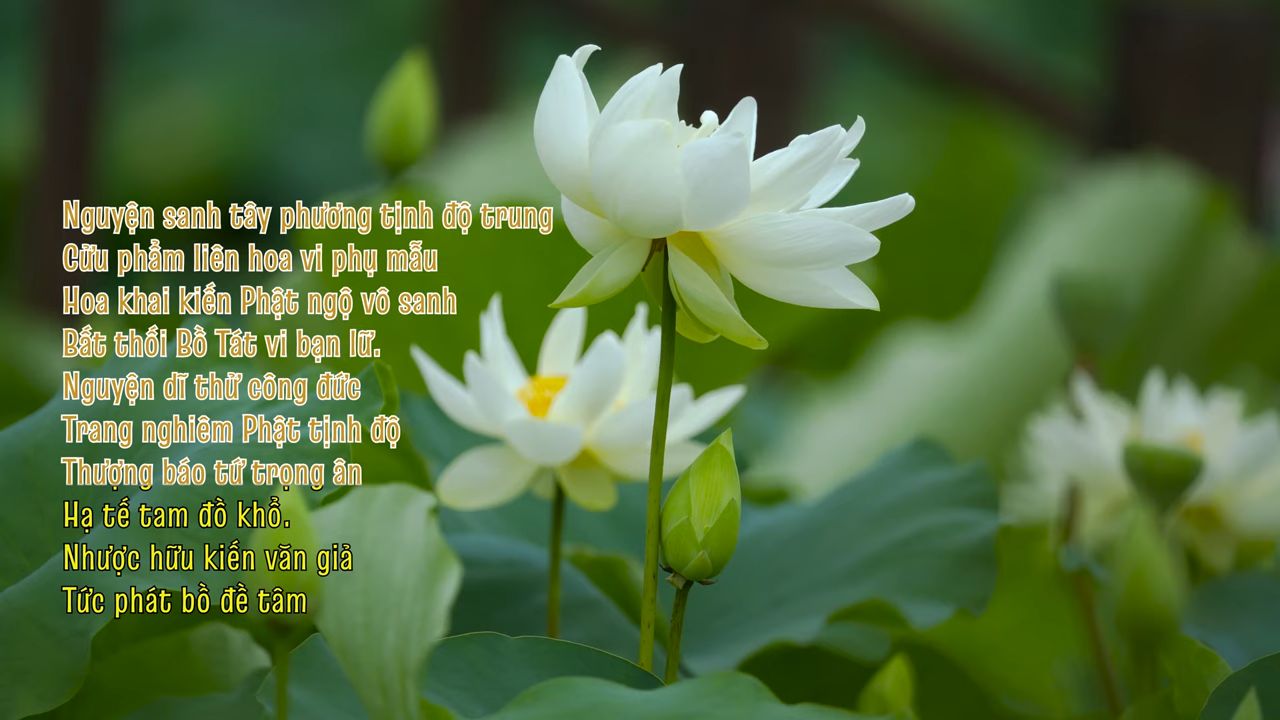 Nguyện sanh tây phương tịnh độ trung
Cửu phẩm liên hoa vi phụ mẫu
Hoa khai kiến Phật ngộ vô sanh
Bất thối Bồ Tát vi bạn lữ.
Nguyện dĩ thử công đức
Trang nghiêm Phật tịnh độ
Thượng báo tứ trọng ân
Hạ tế tam đồ khổ.
Nhược hữu kiến văn giả
Tức phát bồ đề tâm